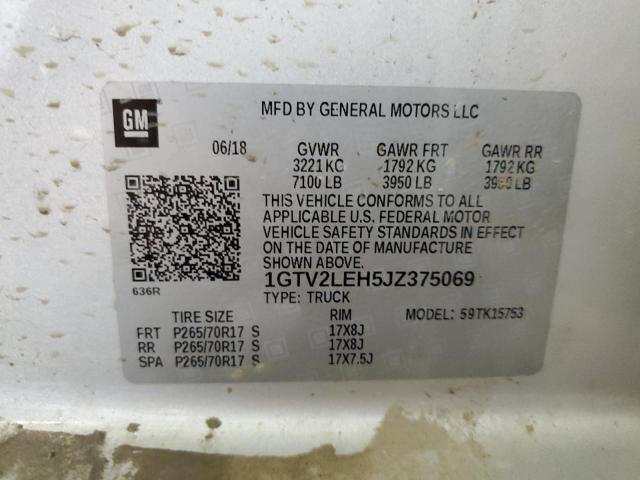 GM
MFD BY GENERAL MOTORS LLC
06/18 GVWR GAWR FRT GAWR RR
3221 KG 1792 KG 1792 KG
7100 LB 3950 LB 3950 LB
THIS VEHICLE CONFORMS TO ALL
APPLICABLE U.S. FEDERAL MOTOR
VEHICLE SAFETY STANDARDS IN EFFECT
ON THE DATE OF MANUFACTURE
SHOWN ABOVE.
1GTV2LEH5JZ375069
636R
TYPE: TRUCK
TIRE SIZE RIM MODEL: 59TK15753
FRT P265/70R17 S 17X8J
RR P265/70R17 S 17X8J
SPA P265/70R17 S 17X7.5J